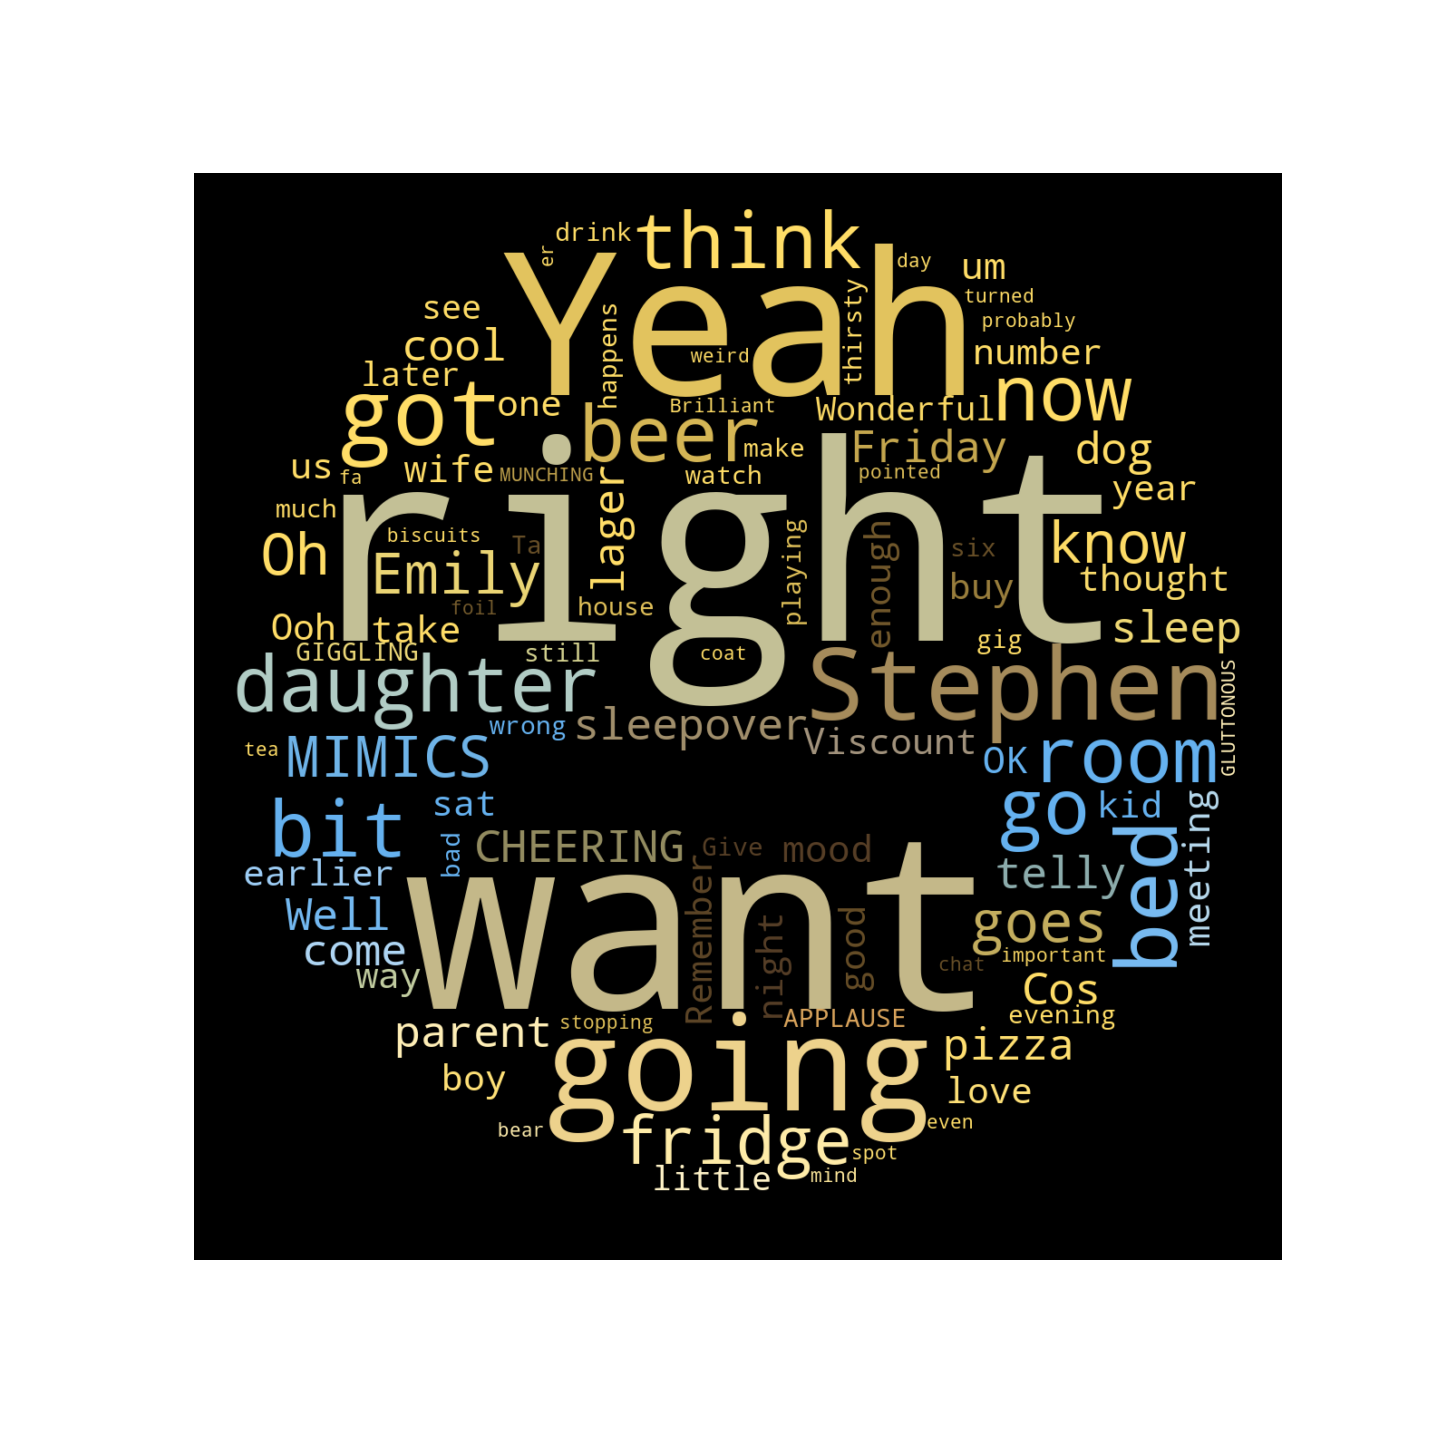 drink
think
er
Yeah
day
um
turned
probably
see
cool
later
happens
weird
thirsty
number
got
one
Brilliant
Wonderful
now
beer
make
Friday
dog
us
fa
wife
MUNCHING
lager
watch
pointed
year
much
right
Oh
biscuits
Ta
Emily
playing
enough
six
know
foil
house
buy
thought
Ooh
take
GIGGLING
still
coat
gig
sleep
daughter
Stephen
GLUTTONOUS
wrong
sleepover
Viscount
tea
MIMICS
OK
room
bit
sat
go
kid
meeting
bad
CHEERING
Give
mood
bed
earlier
telly
Well
want
Remember
night
good
goes
come
way
chat
important
Cos
parent
stopping
APPLAUSE
evening
going
pizza
boy
love
bear
fridge
even
little
spot
mind